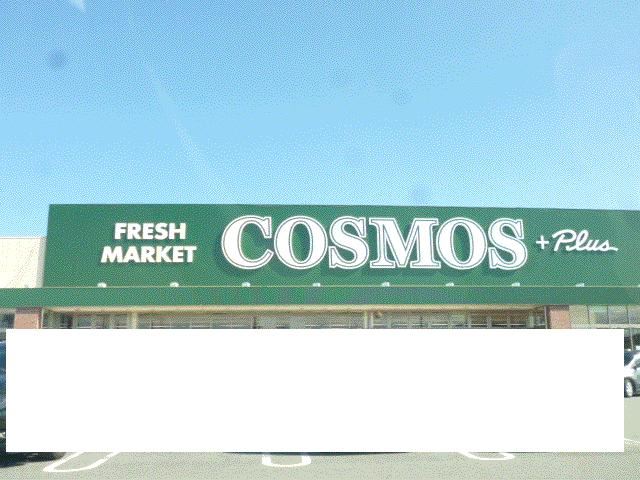 FRESH
MARKET
COSMOS
+Plus